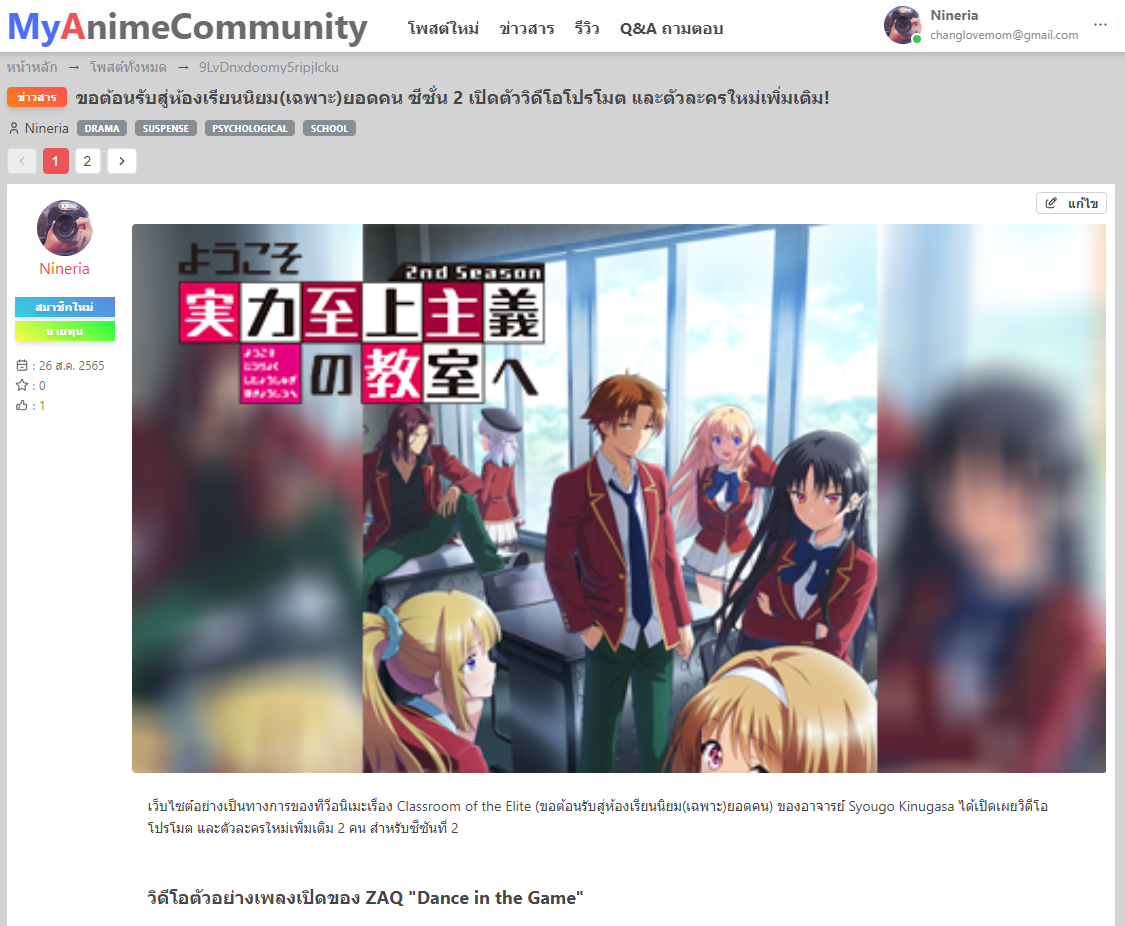 MyAnimeCommunity
โพสต์ใหม่ ข่าวสาร รีวิว Q&A ถามตอบ
Nineria
changlovemom@gmail.com
หน้าหลัก → โพสต์ทั้งหมด → 9LvDnxdoomy5ripjIcku
ข่าวสาร ขอต้อนรับสู่ห้องเรียนนิยม(เฉพาะ)ยอดคน ซีซั่น 2 เปิดตัววิดีโอโปรโมต และตัวละครใหม่เพิ่มเติม!
Nineria DRAMA SUSPENSE PSYCHOLOGICAL SCHOOL
< 1 2 >
แก้ไข
Nineria
สมาชิกใหม่
นายทุน
: 26 ส.ค. 2565
: 0
: 1
ようこそ
2nd Season
実力至上主義
の教室へ
เว็บไซต์อย่างเป็นทางการของทีวีอนิเมะเรื่อง Classroom of the Elite (ขอต้อนรับสู่ห้องเรียนนิยม(เฉพาะ)ยอดคน) ของอาจารย์ Syougo Kinugasa ได้เปิดเผยวิดีโอ
โปรโมต และตัวละครใหม่เพิ่มเติม 2 คน สำหรับซีซันที่ 2
วิดีโอตัวอย่างเพลงเปิดของ ZAQ "Dance in the Game"